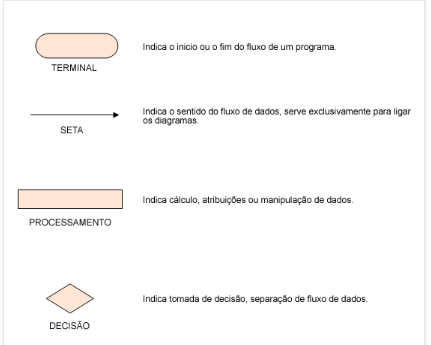 Indica o inicio ou o fim do fluxo de um programa.
TERMINAL
Indica o sentido do fluxo de dados, serve exclusivamente para ligar
os diagramas.
SETA
Indica cálculo, atribuições ou manipulação de dados.
PROCESSAMENTO
Indica tomada de decisão, separação de fluxo de dados.
DECISÃO